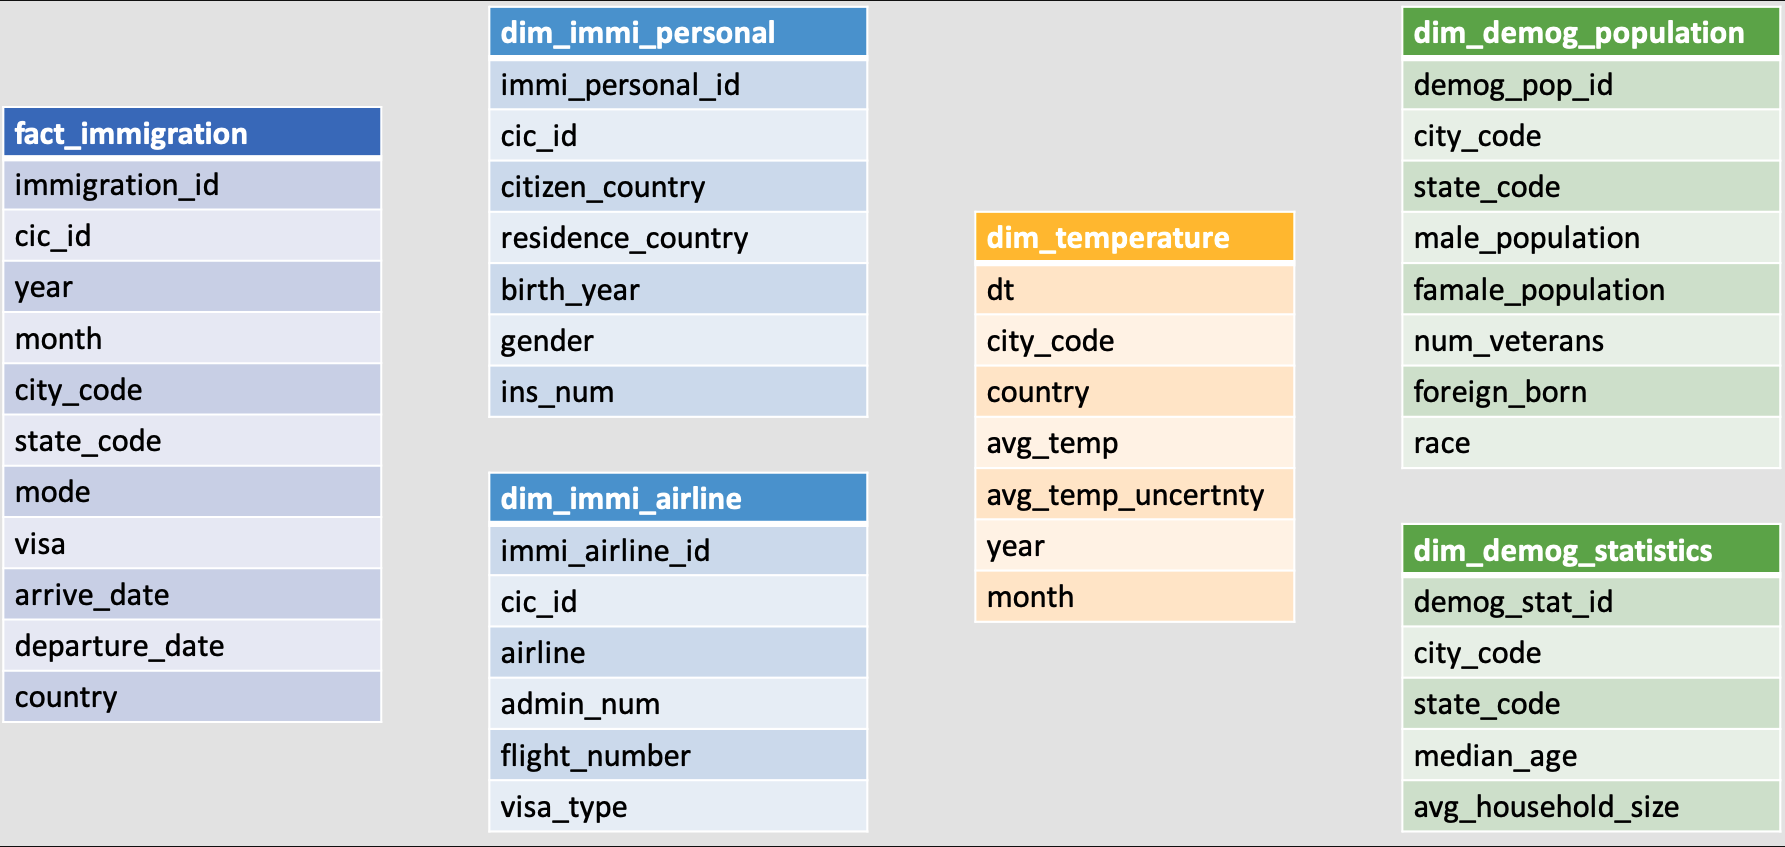 fact_immigration
immigration_id
cic_id
year
month
city_code
state_code
mode
visa
arrive_date
departure_date
country
dim_immi_personal
immi_personal_id
cic_id
citizen_country
residence_country
birth_year
gender
ins_num
dim_immi_airline
immi_airline_id
cic_id
airline
admin_num
flight_number
visa_type
dim_temperature
dt
city_code
country
avg_temp
avg_temp_uncertnty
year
month
dim_demog_population
demog_pop_id
city_code
state_code
male_population
famale_population
num_veterans
foreign_born
race
dim_demog_statistics
demog_stat_id
city_code
state_code
median_age
avg_household_size